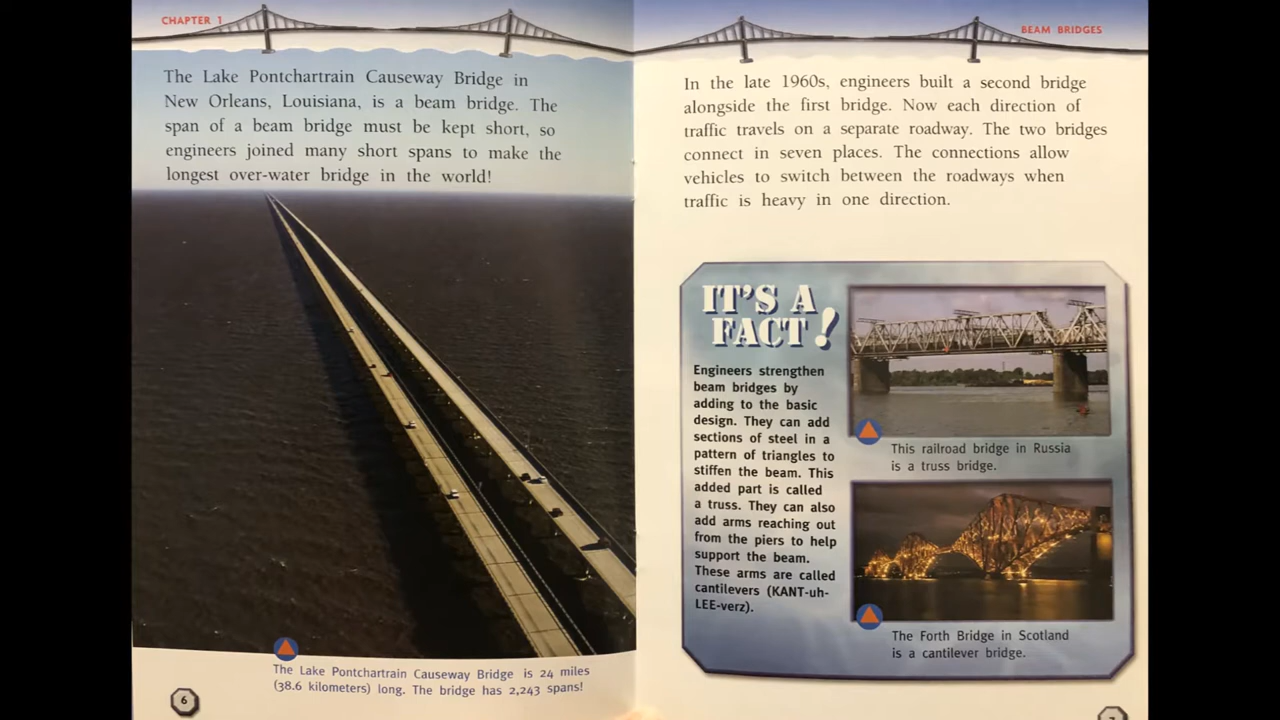 CHAPTER 1
The Lake Pontchartrain Causeway Bridge in
New Orleans, Louisiana, is a beam bridge. The
span of a beam bridge must be kept short, so
engineers joined many short spans to make the
longest over-water bridge in the world!
The Lake Pontchartrain Causeway Bridge is 24 miles
(38.6 kilometers) long. The bridge has 2,243 spans!
6
BEAM BRIDGES
In the late 1960s, engineers built a second bridge
alongside the first bridge. Now each direction of
traffic travels on a separate roadway. The two bridges
connect in seven places. The connections allow
vehicles to switch between the roadways when
traffic is heavy in one direction.
IT'S A
FACT!
Engineers strengthen
beam bridges by
adding to the basic
design. They can add
sections of steel in a
pattern of triangles to
stiffen the beam. This
added part is called
a truss. They can also
add arms reaching out
from the piers to help
support the beam.
These arms are called
cantilevers (KANT-uh-
LEE-verz).
This railroad bridge in Russia
is a truss bridge.
The Forth Bridge in Scotland
is a cantilever bridge.